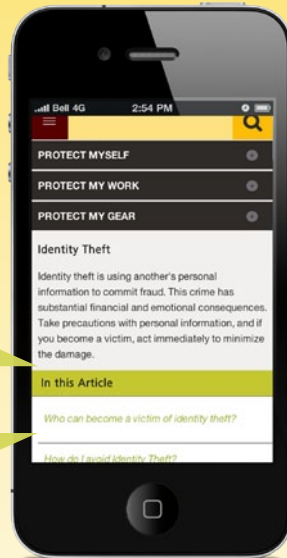 Bell 4G 2:54 PM
PROTECT MYSELF
PROTECT MY WORK
PROTECT MY GEAR
Identity Theft
Identity theft is using another's personal
information to commit fraud. This crime has
substantial financial and emotional consequences.
Take precautions with personal information, and if
you become a victim, act immediately to minimize
the damage.
In this Article
Who can become a victim of identity theft?
How do I avoid Identity Theft?